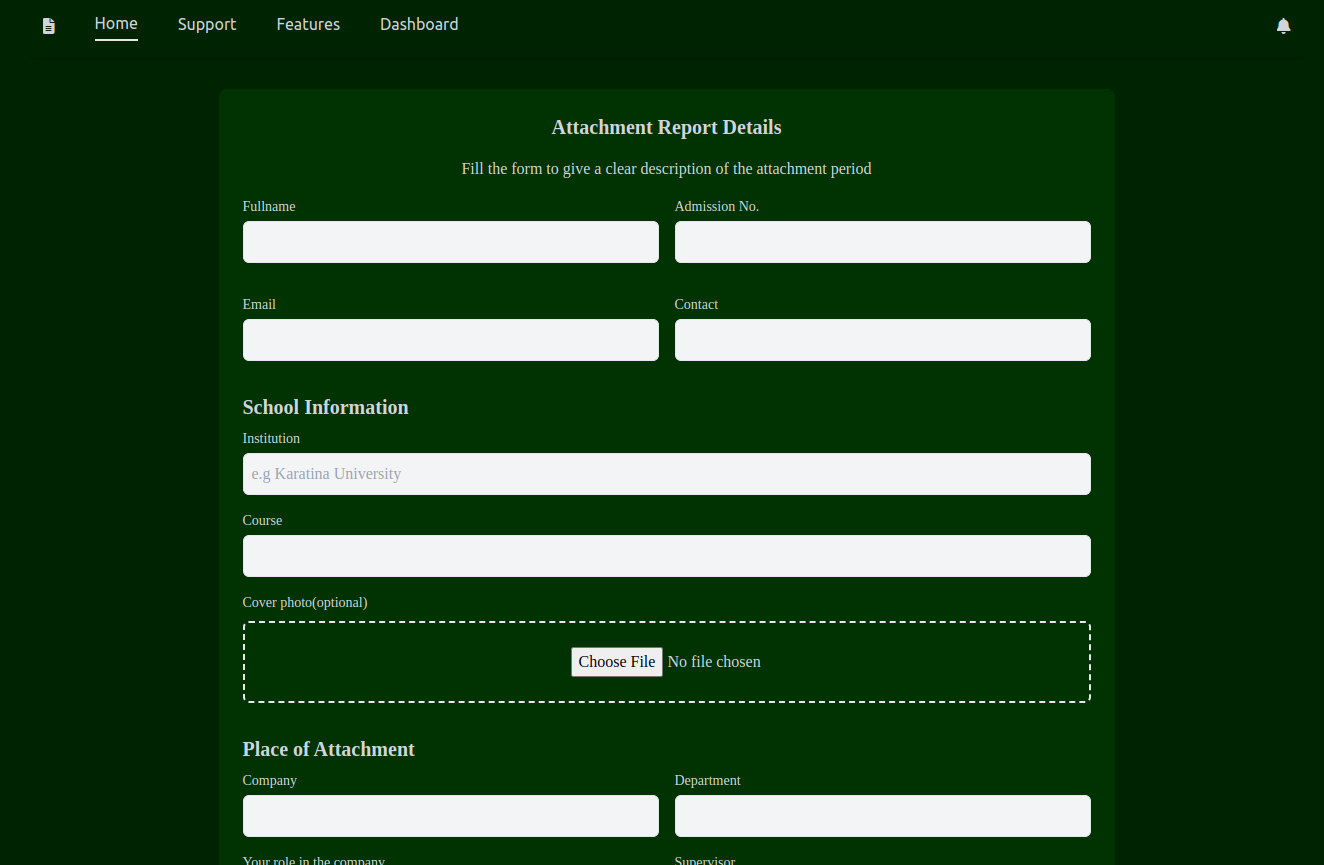 Home Support Features Dashboard
Attachment Report Details
Fill the form to give a clear description of the attachment period
Fullname Admission No.
Email Contact
School Information
Institution
e.g Karatina University
Course
Cover photo(optional)
Choose File No file chosen
Place of Attachment
Company Department
Your role in the company Supervisor